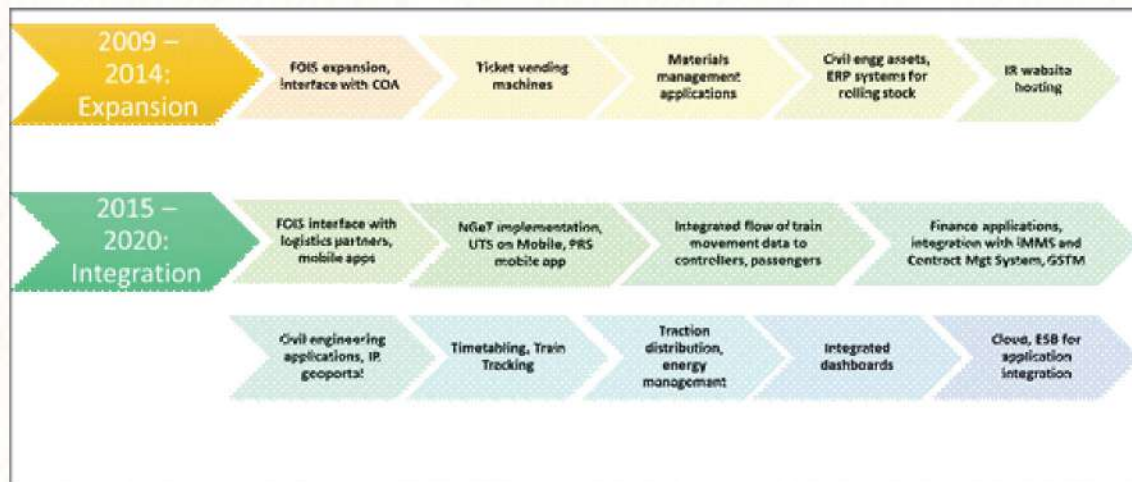 2009 –
2014:
Expansion
FOIS expansion,
interface with COA
Ticket vending
machines
Materials
management
applications
Civil engg assets,
ERP systems for
rolling stock
IR website
hosting
2015 –
2020:
Integration
FOIS interface with
logistics partners,
mobile apps
NGeT implementation,
UTS on Mobile, PRS
mobile app
Integrated flow of train
movement data to
controllers, passengers
Finance applications,
integration with iMMS and
Contract Mgt System, GSTM
Civil engineering
applications, IR
geoportal
Timetabling, Train
Tracking
Traction
distribution,
energy
management
Integrated
dashboards
Cloud, ESB for
application
integration